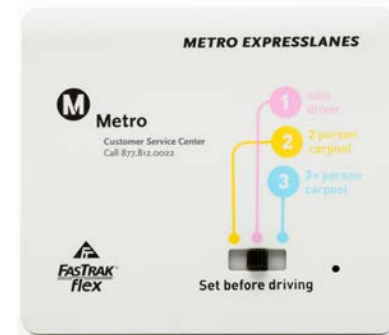 METRO EXPRESSLANES
M
Metro
Customer Service Center
Call 877.812.0022
1 solo
driver
2 2 person
carpool
3 3+ person
carpool
FASTRAK
flex
Set before driving